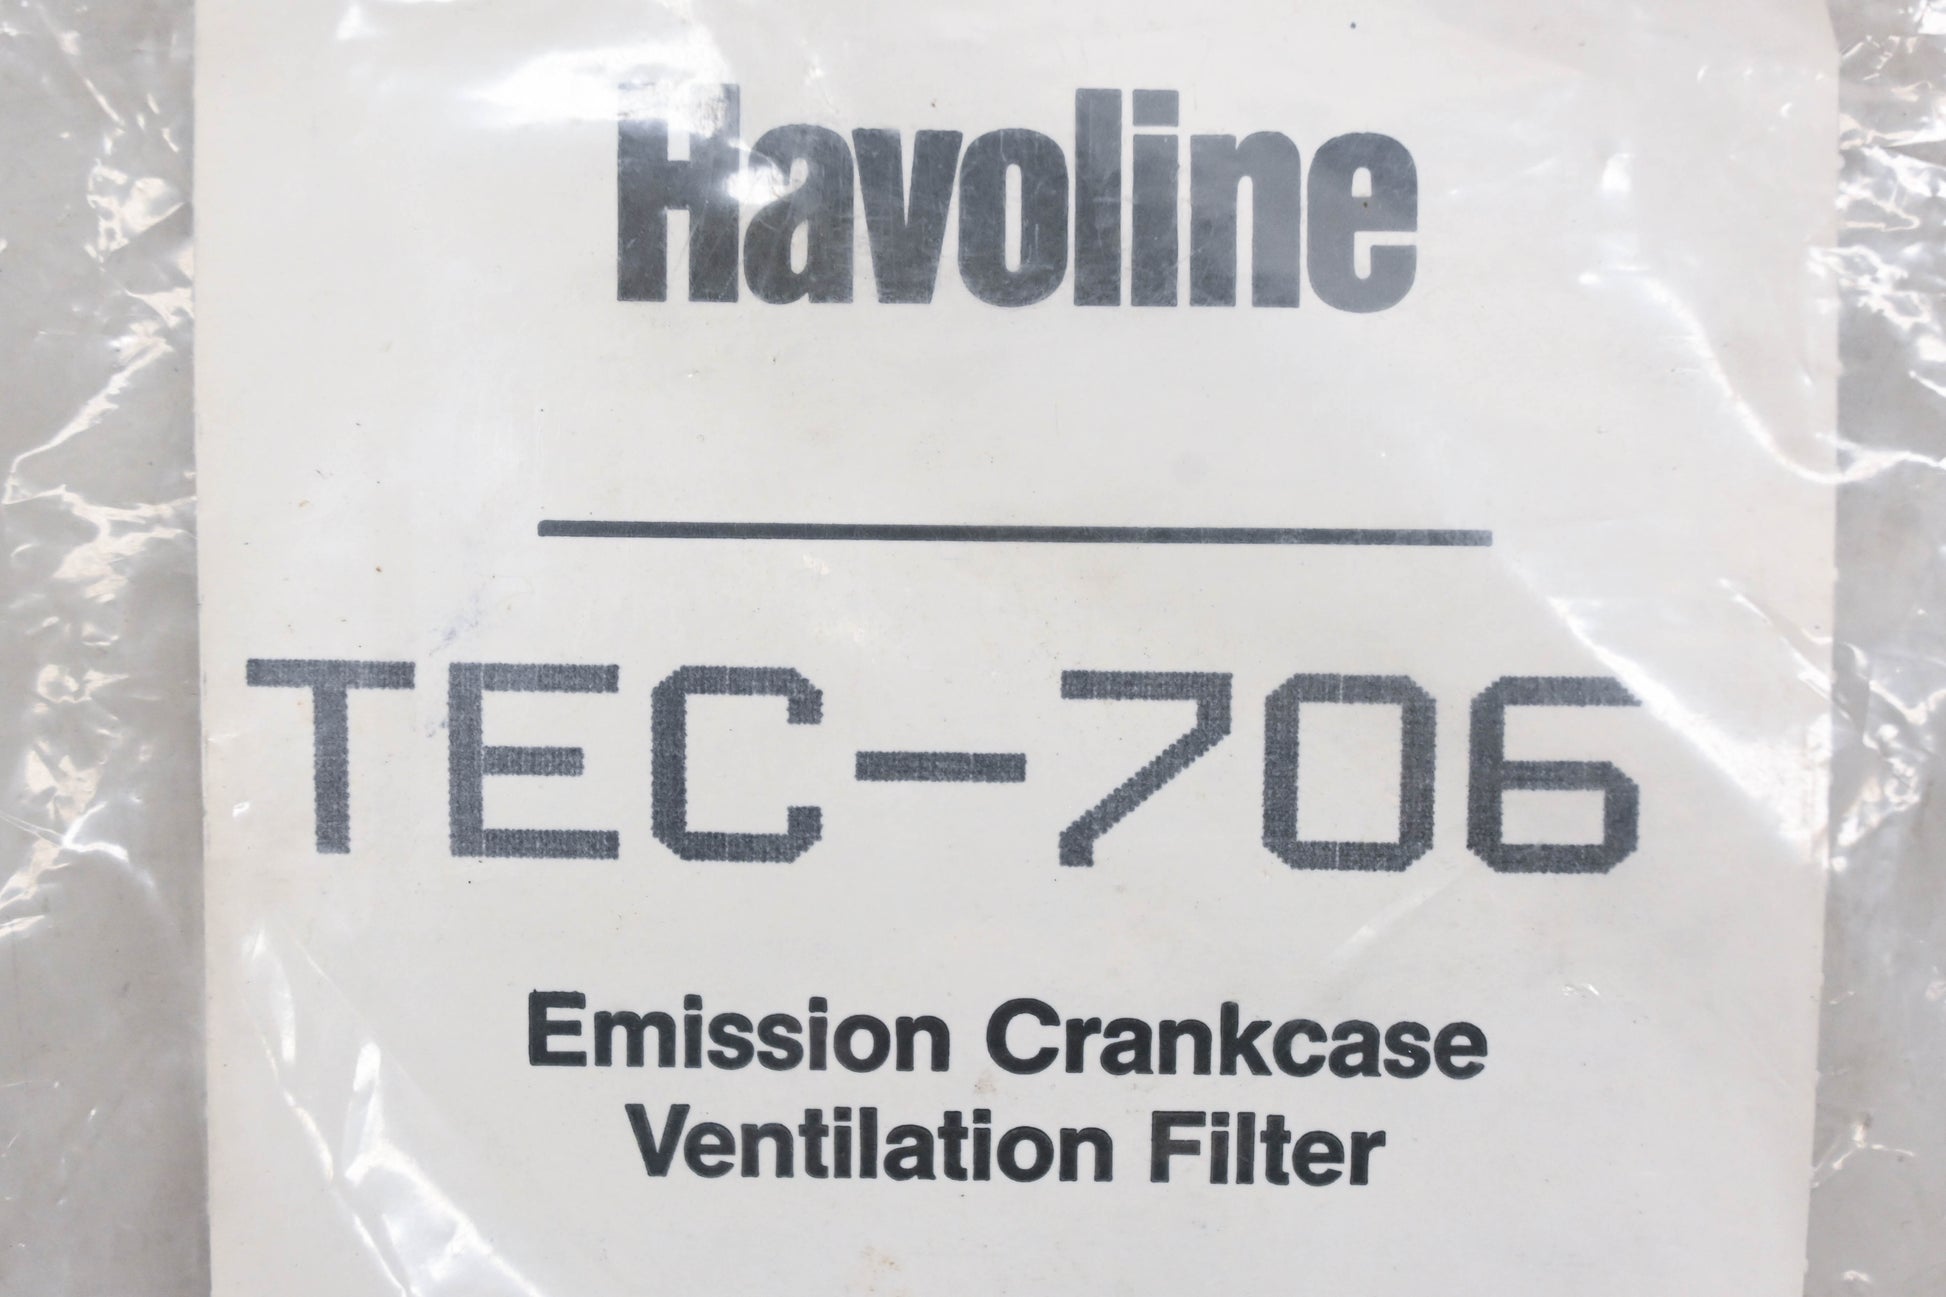 Havoline
TEC-706
Emission Crankcase
Ventilation Filter